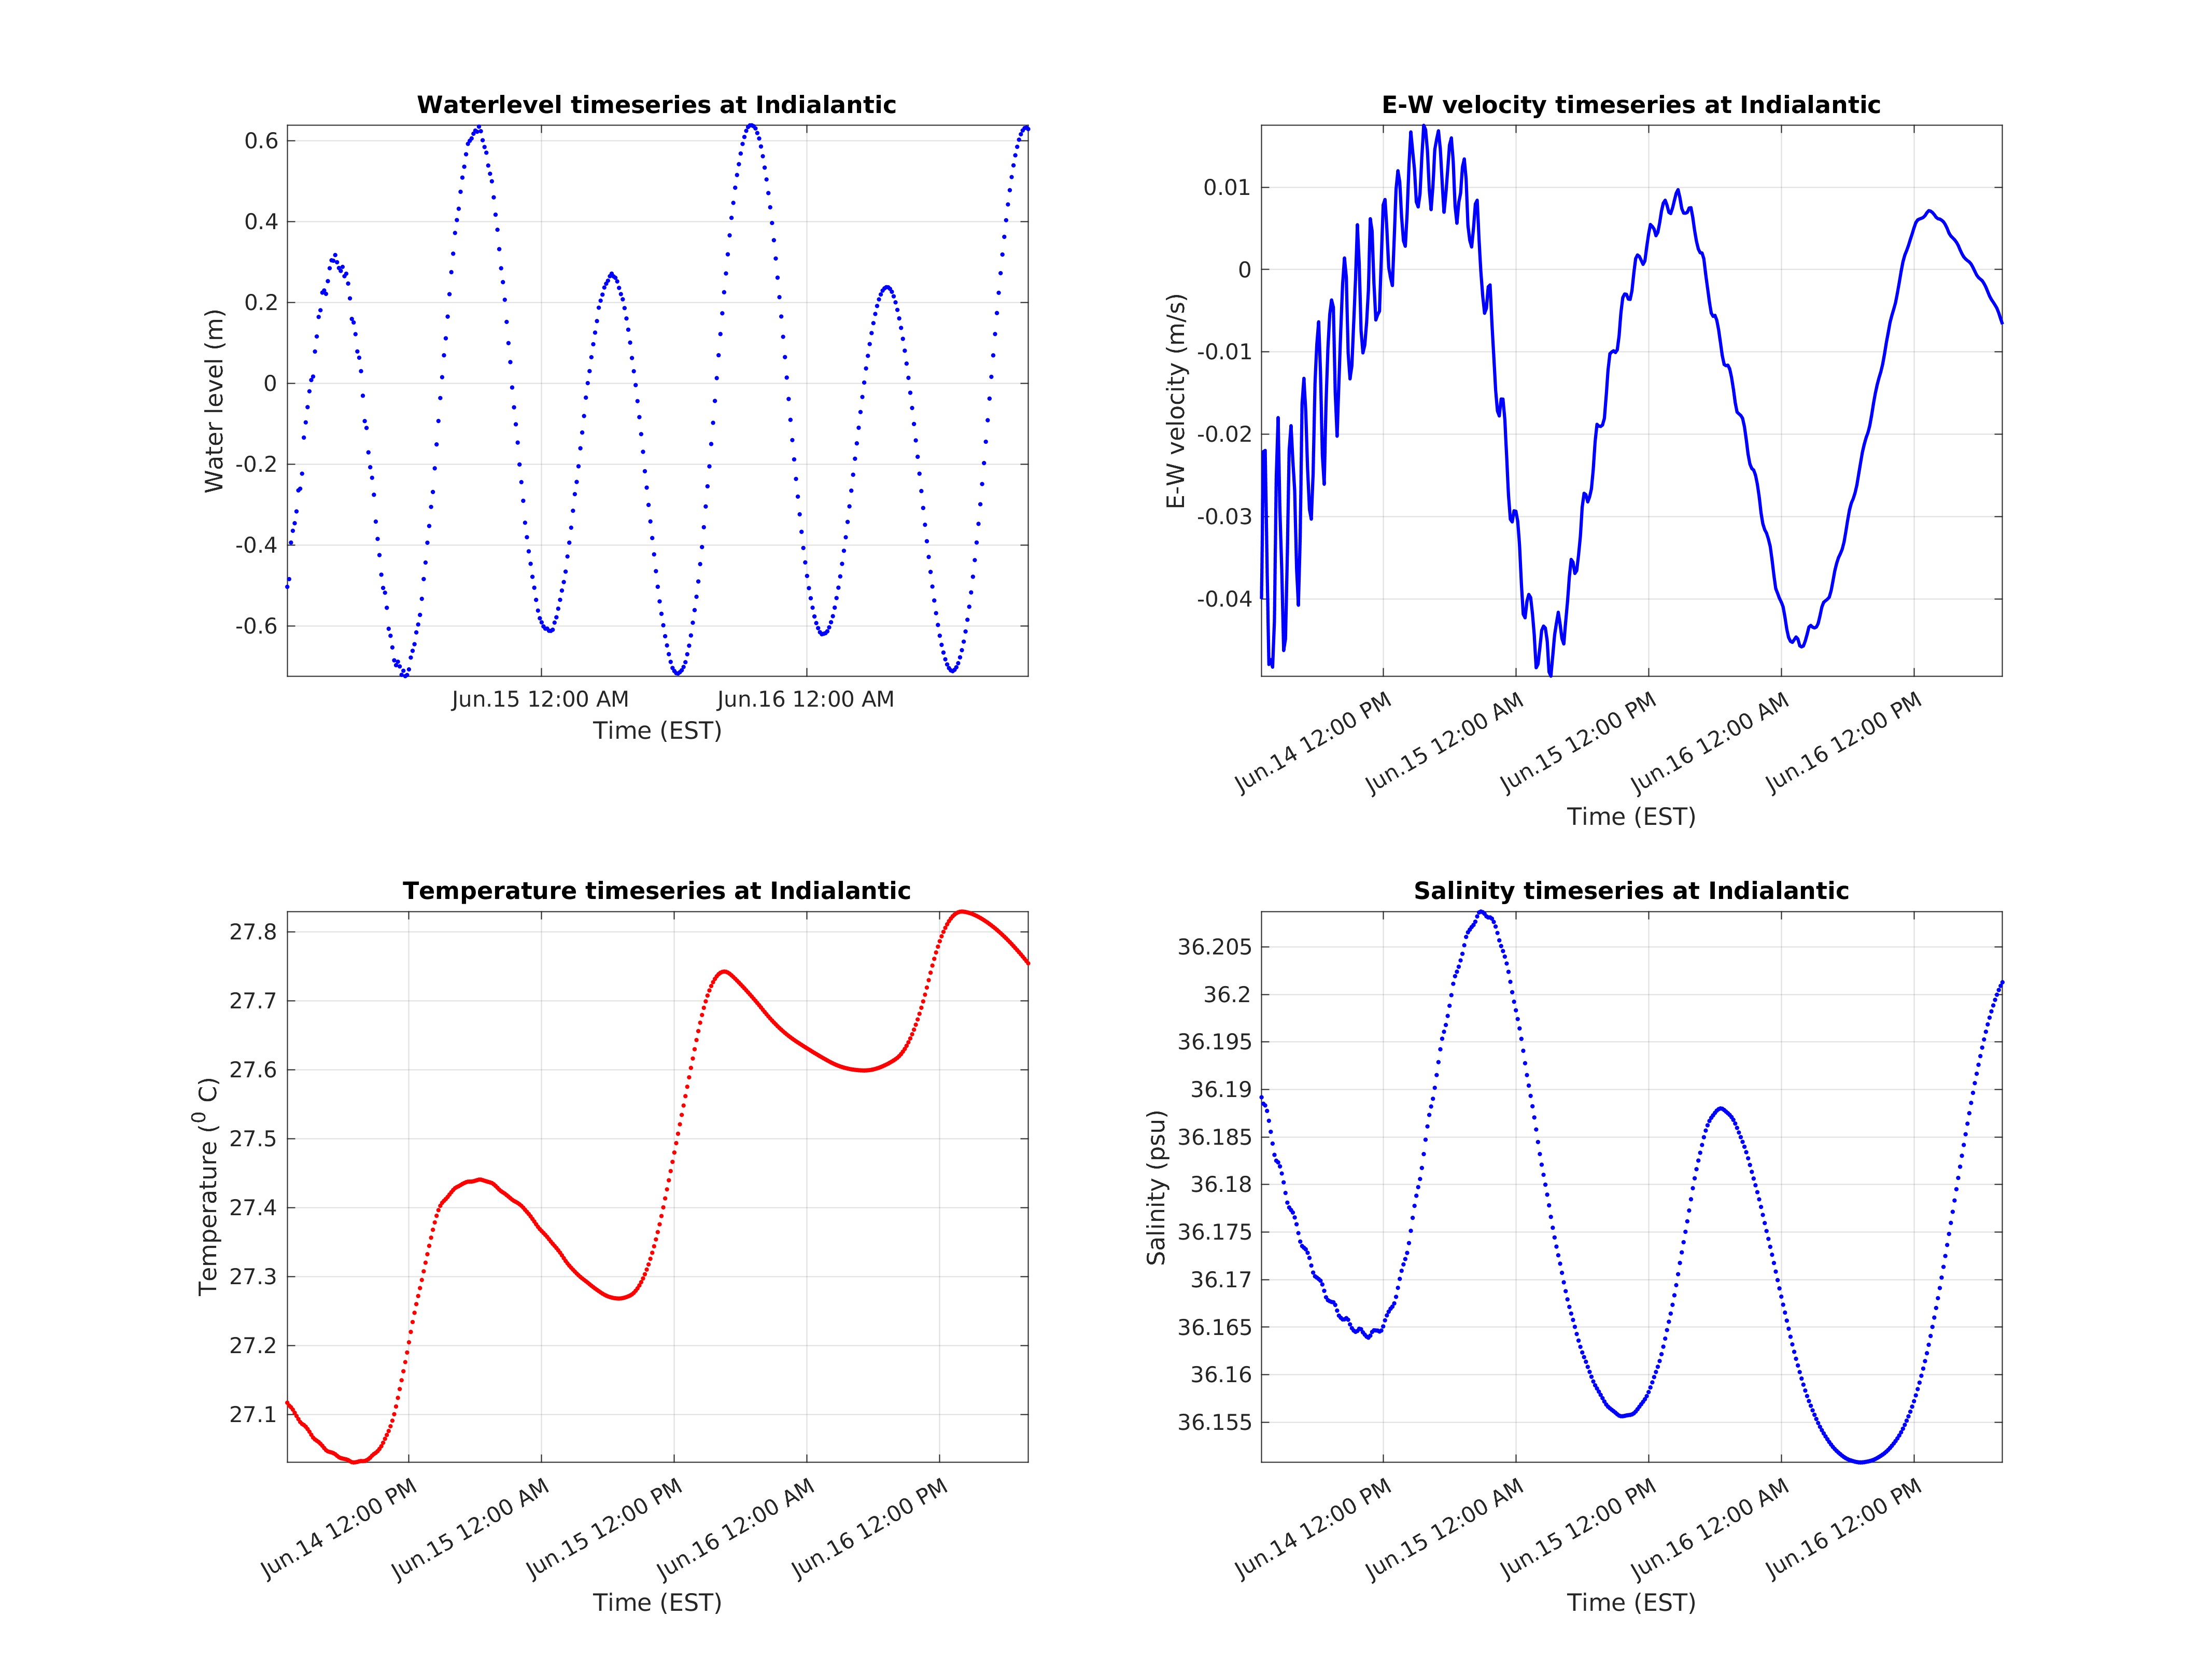 Waterlevel timeseries at Indialantic
0.6
0.4
0.2
0
-0.2
-0.4
-0.6
Water level (m)
Jun.15 12:00 AM
Jun.16 12:00 AM
Time (EST)
E-W velocity timeseries at Indialantic
0.01
0
-0.01
-0.02
-0.03
-0.04
E-W velocity (m/s)
Jun.14 12:00 PM
Jun.15 12:00 AM
Jun.15 12:00 PM
Jun.16 12:00 AM
Jun.16 12:00 PM
Time (EST)
Temperature timeseries at Indialantic
27.8
27.7
27.6
27.5
27.4
27.3
27.2
27.1
Temperature (⁰ C)
Jun.14 12:00 PM
Jun.15 12:00 AM
Jun.15 12:00 PM
Jun.16 12:00 AM
Jun.16 12:00 PM
Time (EST)
Salinity timeseries at Indialantic
36.205
36.2
36.195
36.19
36.185
36.18
36.175
36.17
36.165
36.16
36.155
Salinity (psu)
Jun.14 12:00 PM
Jun.15 12:00 AM
Jun.15 12:00 PM
Jun.16 12:00 AM
Jun.16 12:00 PM
Time (EST)